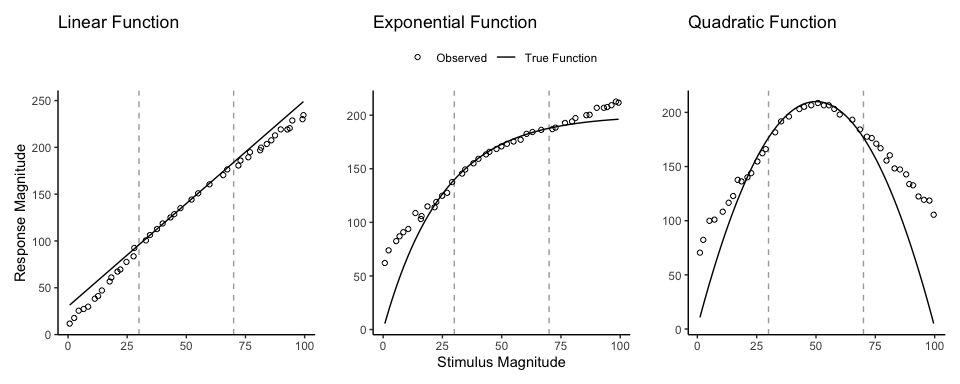 Linear Function
Exponential Function
Quadratic Function
Observed
True Function
Response Magnitude
250
200
150
100
50
0
0 25 50 75 100
200
150
100
50
0
0 25 50 75 100
Stimulus Magnitude
200
150
100
50
0
0 25 50 75 100